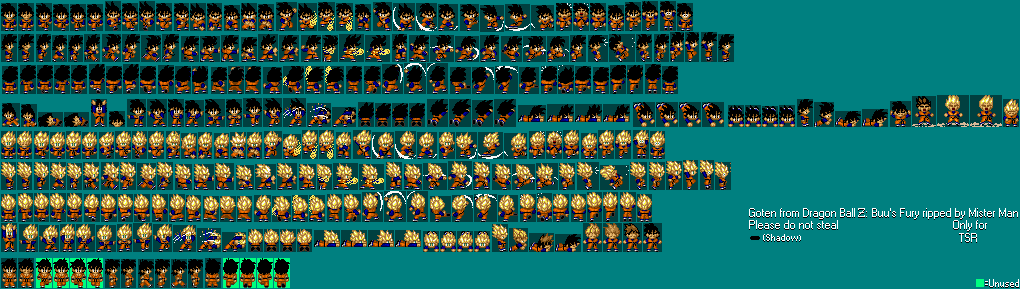 Goten from Dragon Ball Z: Buu's Fury ripped by Mister Man
Please do not steal Only for
(Shadow) TSR
=Unused